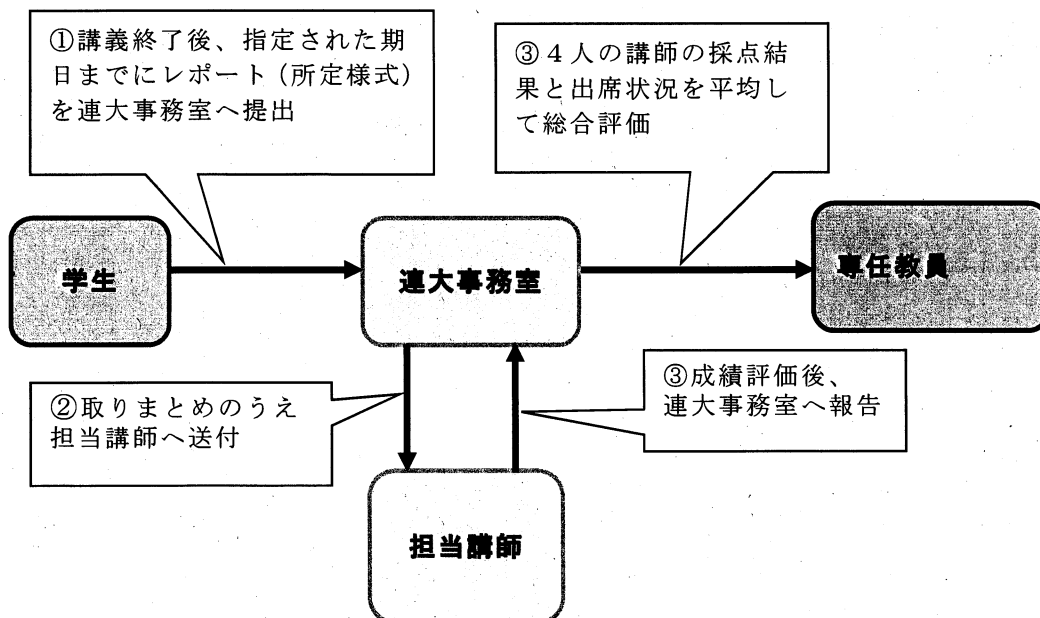 ①講義終了後、指定された期
日までにレポート（所定様式）
を連大事務室へ提出
③４人の講師の採点結
果と出席状況を平均し
て総合評価
学生
連大事務室
専任教員
②取りまとめのうえ
担当講師へ送付
③成績評価後、
連大事務室へ報告
担当講師